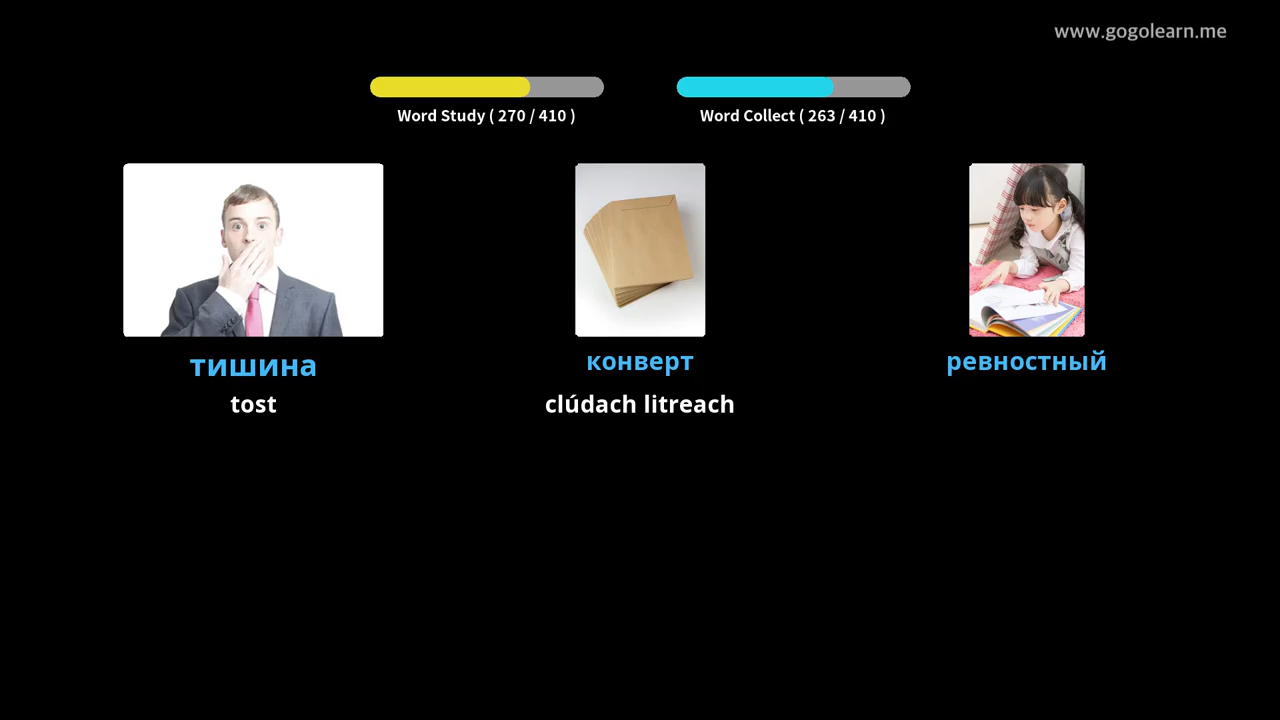 www.gogolearn.me
Word Study ( 270 / 410 )
Word Collect ( 263 / 410 )
тишина
конверт
ревностный
tost
clúdach litreach